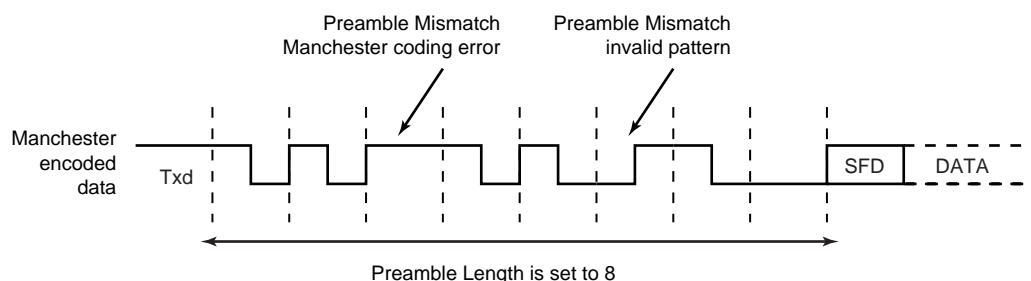 Preamble Mismatch
Manchester coding error
Preamble Mismatch
invalid pattern
Manchester
encoded
data
Txd
SFD
DATA
Preamble Length is set to 8